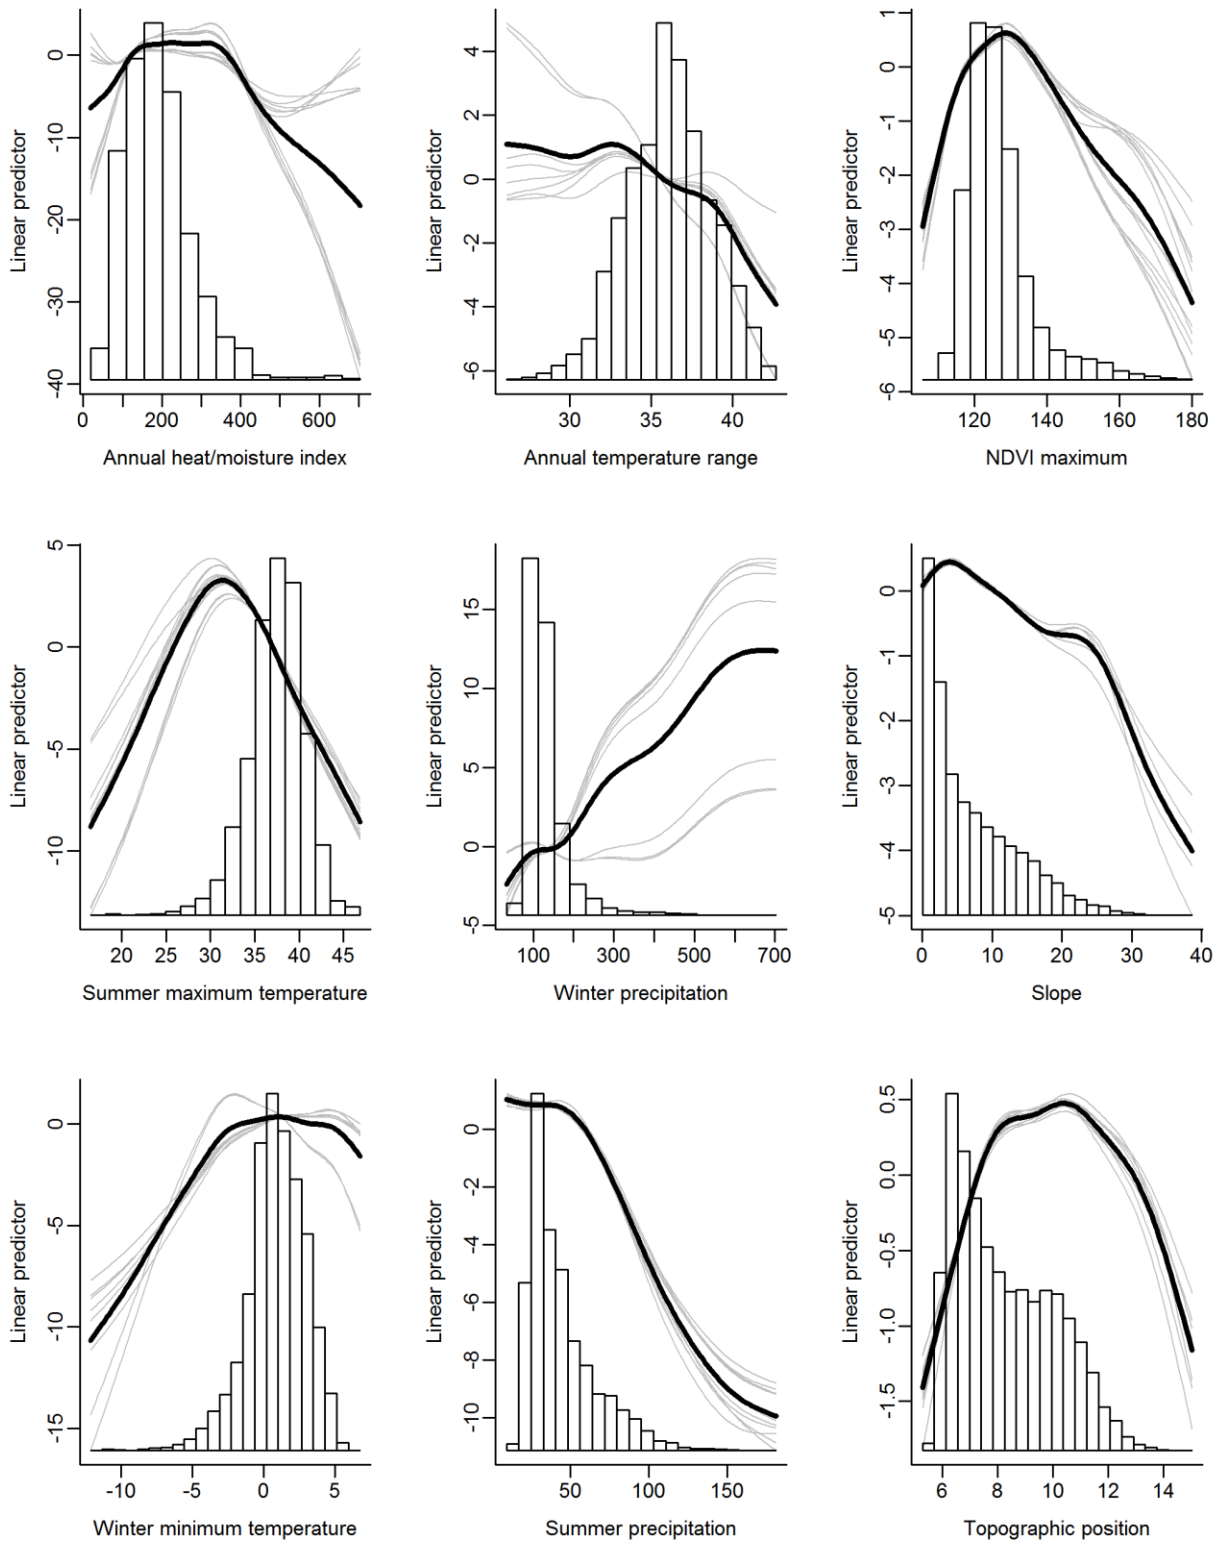 0
-10
-20
-30
-40
Linear predictor
0 200 400 600
Annual heat/moisture index
4
2
0
-2
-4
-6
Linear predictor
30 35 40
Annual temperature range
1
0
-1
-2
-3
-4
-5
-6
Linear predictor
120 140 160 180
NDVI maximum
5
0
-5
-10
Linear predictor
20 25 30 35 40 45
Summer maximum temperature
15
10
5
0
-5
Linear predictor
100 300 500 700
Winter precipitation
0
-1
-2
-3
-4
-5
Linear predictor
0 10 20 30 40
Slope
0
-5
-10
-15
Linear predictor
-10 -5 0 5
Winter minimum temperature
0
-2
-4
-6
-8
-10
Linear predictor
50 100 150
Summer precipitation
0.5
0.0
-0.5
-1.0
-1.5
Linear predictor
6 8 10 12 14
Topographic position